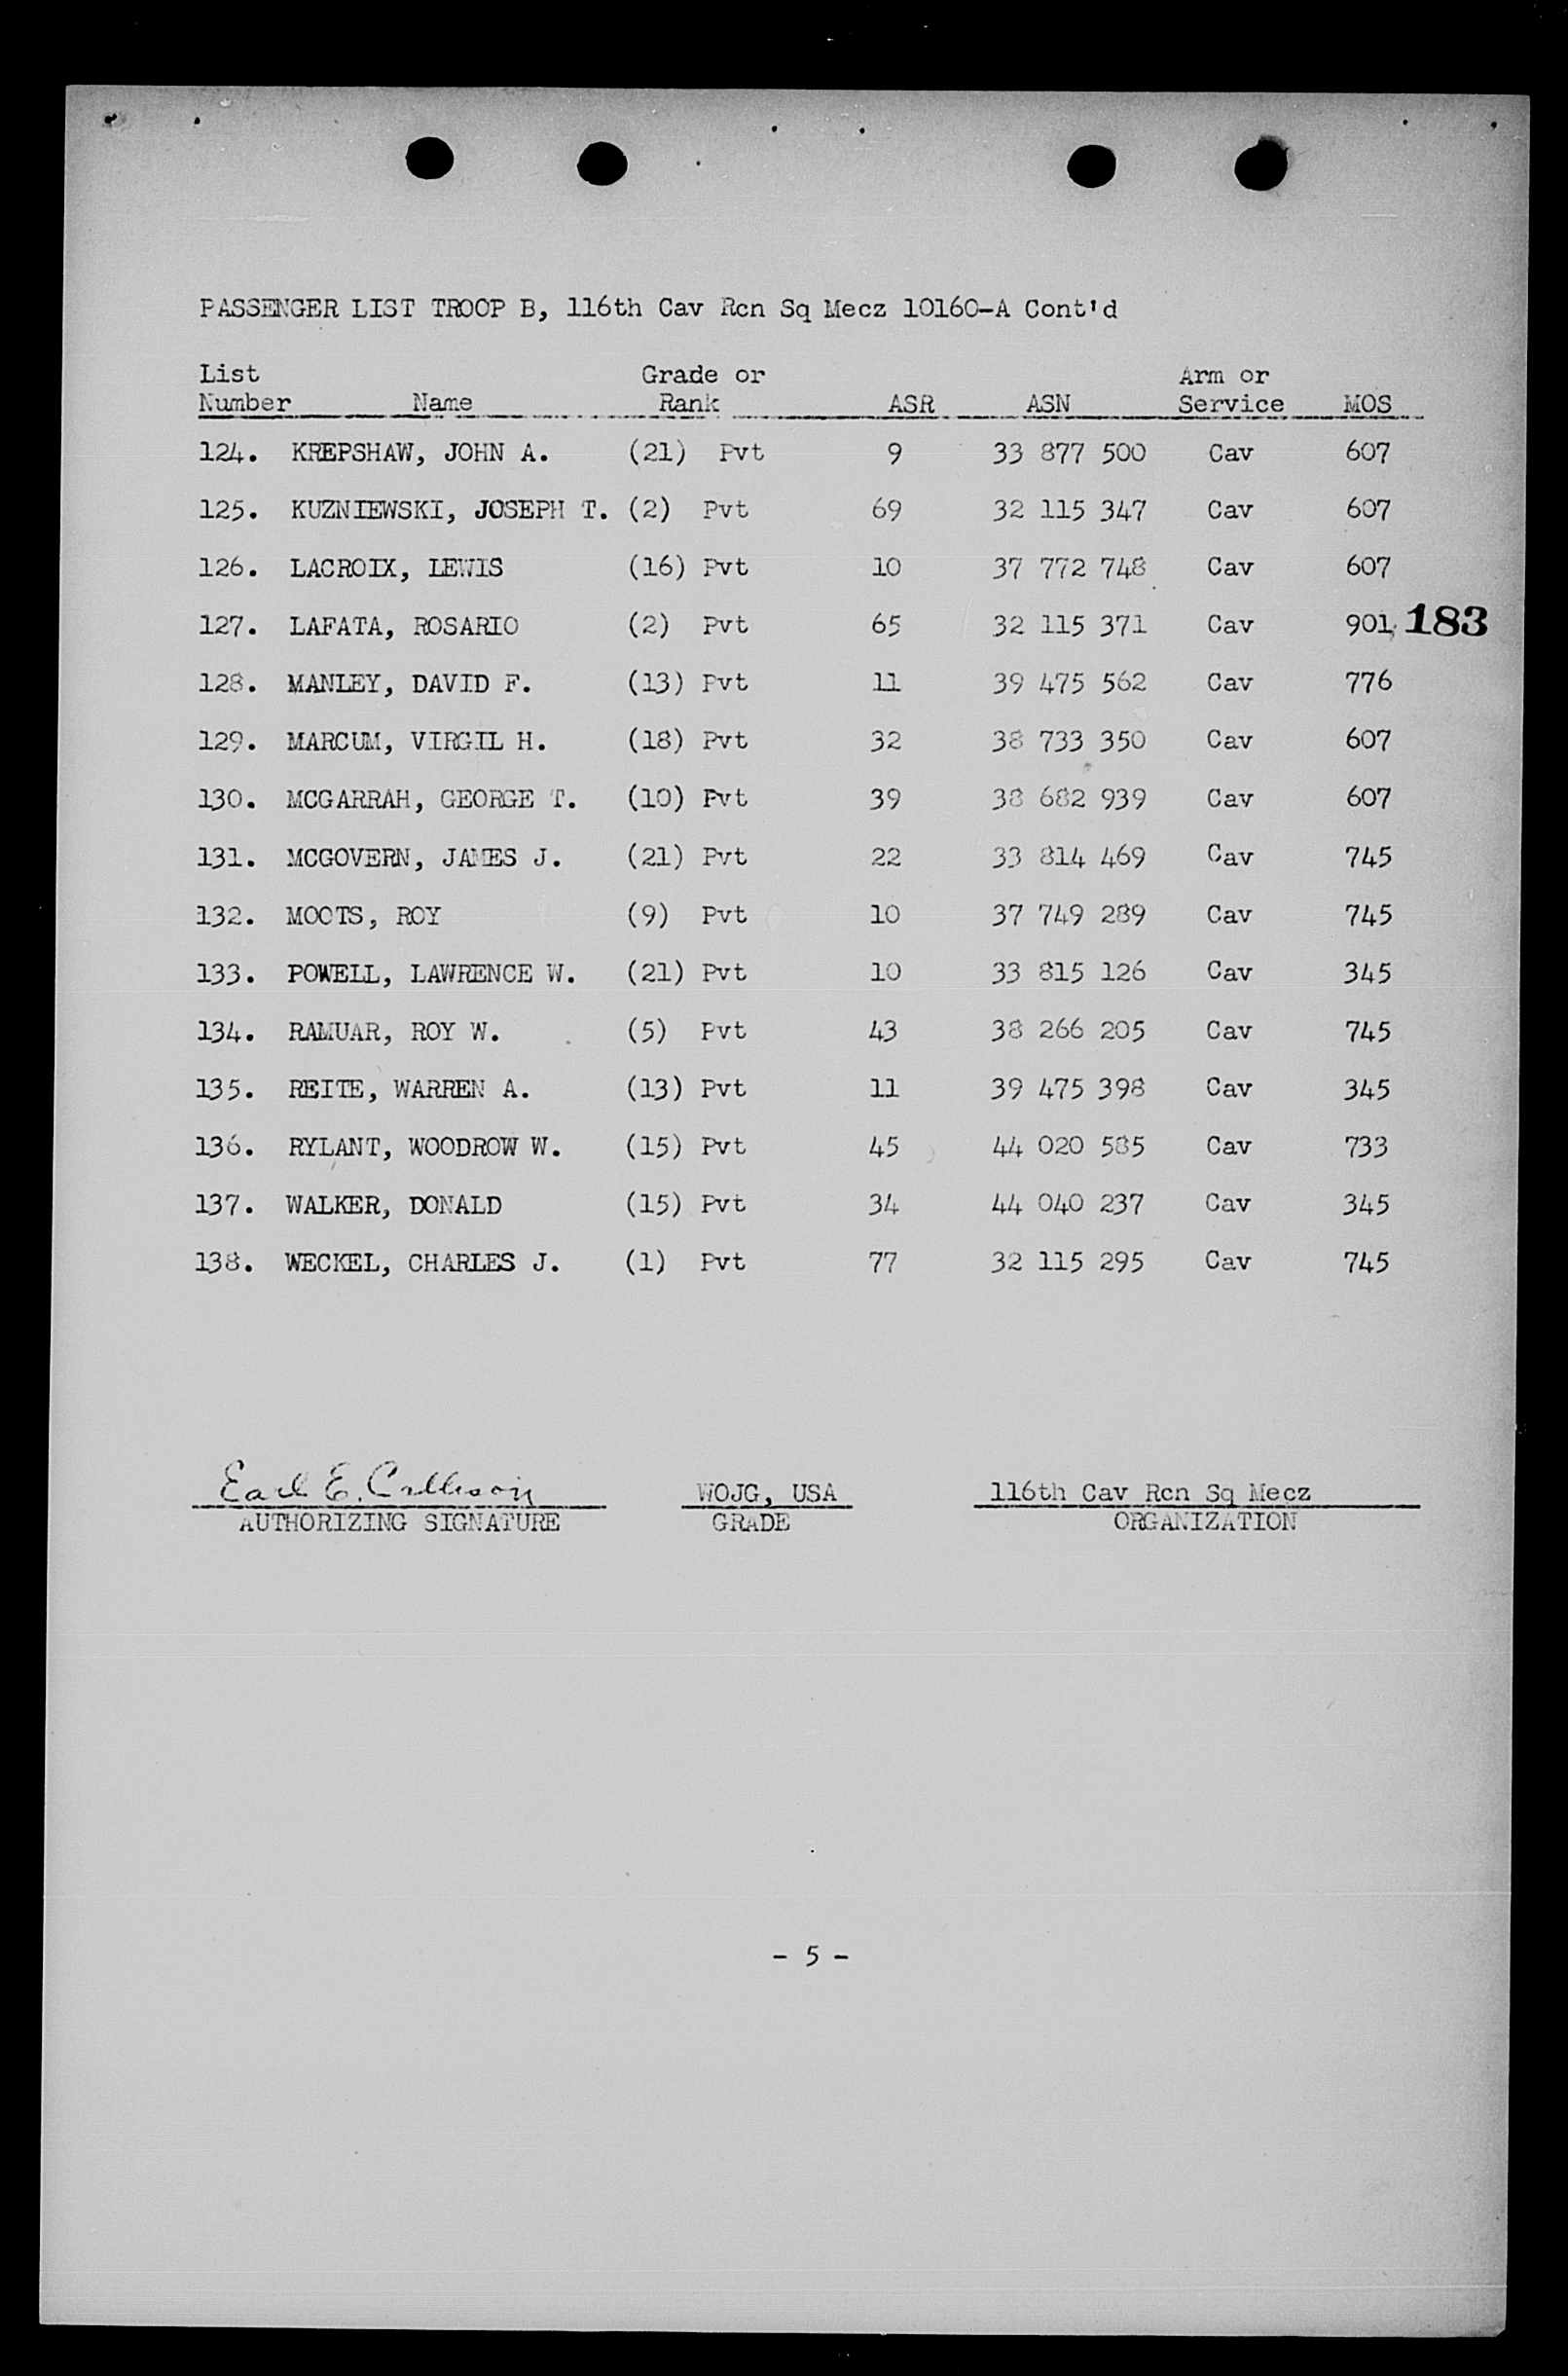 PASSENGER LIST TROOP B, 116th Cav Rcn Sq Mecz 10160-A Cont'd
List Grade or Arm or
Number Name Rank ASR ASN Service MOS
124. KREPSHAW, JOHN A. (21) Pvt 9 33 877 500 Cav 607
125. KUZNIEWSKI, JOSEPH T. (2) Pvt 69 32 115 347 Cav 607
126. LACROIX, LEWIS (16) Pvt 10 37 772 748 Cav 607
127. LAFATA, ROSARIO (2) Pvt 65 32 115 371 Cav 901 183
128. MANLEY, DAVID F. (13) Pvt 11 39 475 562 Cav 776
129. MARCUM, VIRGIL H. (18) Pvt 32 38 733 350 Cav 607
130. MCGARRAH, GEORGE T. (10) Pvt 39 38 682 939 Cav 607
131. MCGOVERN, JAMES J. (21) Pvt 22 33 814 469 Cav 745
132. MOOTS, ROY (9) Pvt 10 37 749 289 Cav 745
133. POWELL, LAWRENCE W. (21) Pvt 10 33 815 126 Cav 345
134. RAMUAR, ROY W. (5) Pvt 43 38 266 205 Cav 745
135. REITE, WARREN A. (13) Pvt 11 39 475 398 Cav 345
136. RYLANT, WOODROW W. (15) Pvt 45 44 020 585 Cav 733
137. WALKER, DONALD (15) Pvt 34 44 040 237 Cav 345
138. WECKEL, CHARLES J. (1) Pvt 77 32 115 295 Cav 745
Earl E. WOJG, USA 116th Cav Rcn Sq Mecz
AUTHORIZING SIGNATURE GRADE ORGANIZATION
- 5 -